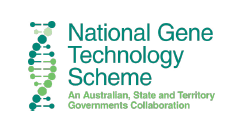 National Gene
Technology
Scheme
An Australian, State and Territory
Governments Collaboration